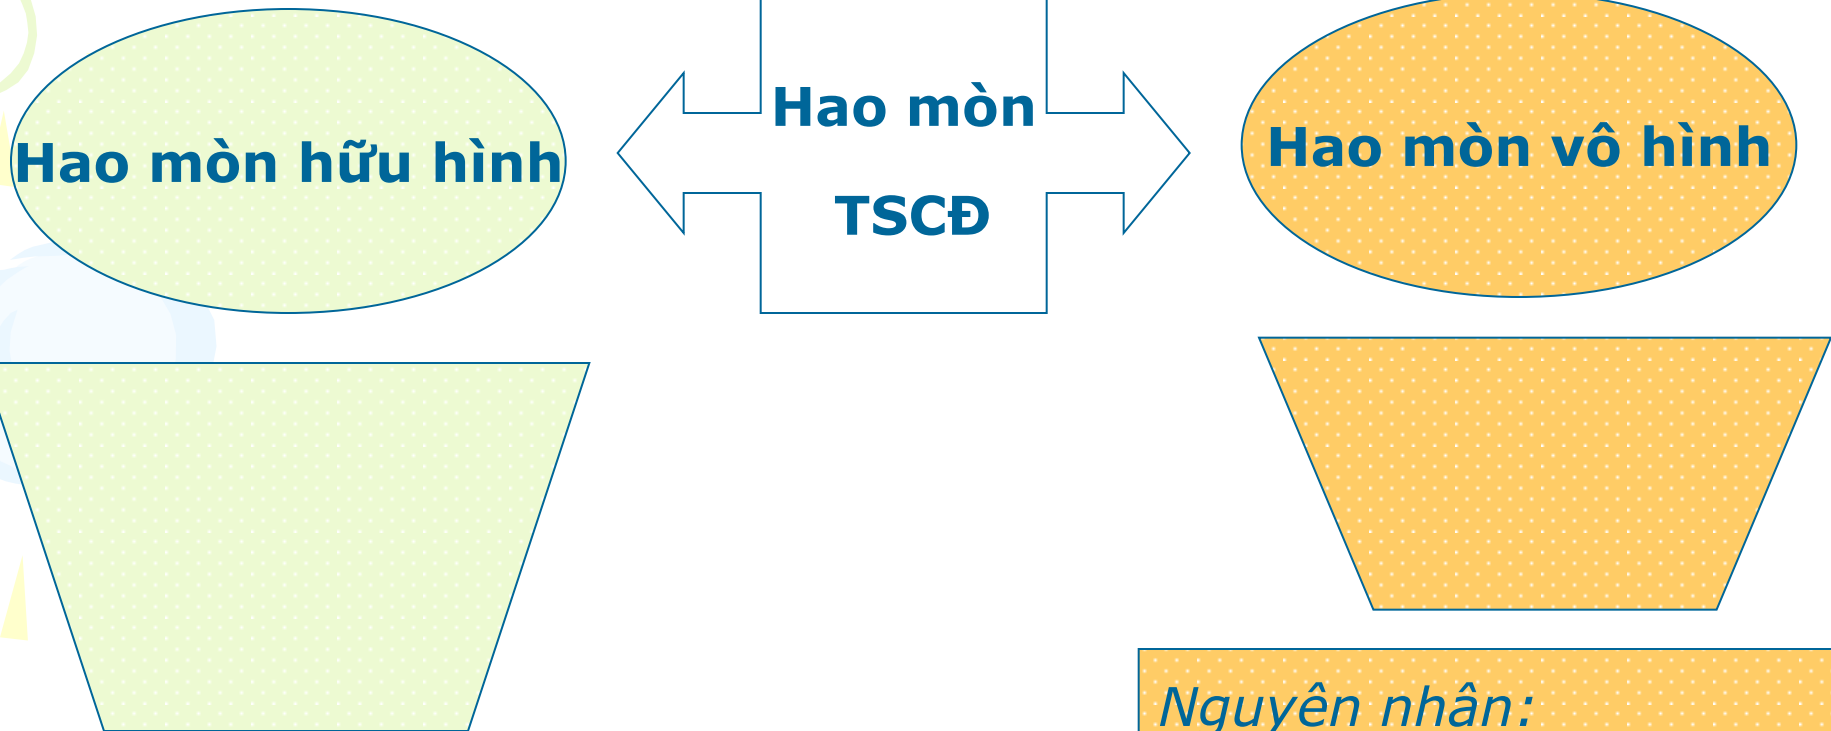 Hao mòn hữu hình
Hao mòn
TSCĐ
Hao mòn vô hình
Nguyên nhân: